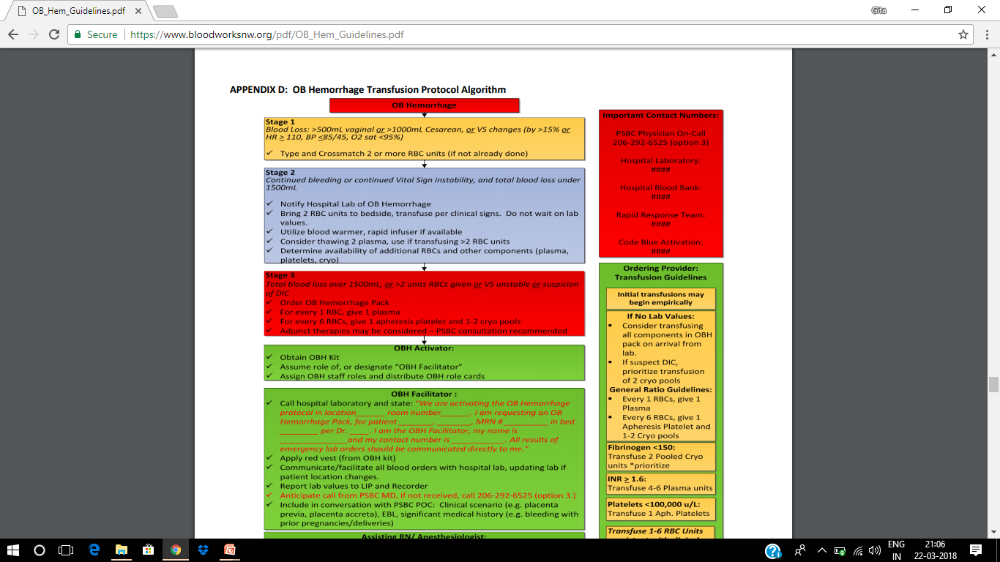 OB_Hem_Guidelines.pdf
Gita
Secure
https://www.bloodworksnw.org/pdf/OB_Hem_Guidelines.pdf
APPENDIX D: OB Hemorrhage Transfusion Protocol Algorithm
OB Hemorrhage
Stage 1
Blood Loss: >500mL vaginal or >1000mL Cesarean, or VS changes (by >15% or
HR ≥ 110, BP ≤85/45, O2 sat <95%)
✓ Type and Crossmatch 2 or more RBC units (if not already done)
Stage 2
Continued bleeding or continued Vital Sign instability, and total blood loss under
1500mL
✓ Notify Hospital Lab of OB Hemorrhage
✓ Bring 2 RBC units to bedside, transfuse per clinical signs. Do not wait on lab
values.
✓ Utilize blood warmer, rapid infuser if available
✓ Consider thawing 2 plasma, use if transfusing >2 RBC units
✓ Determine availability of additional RBCs and other components (plasma,
platelets, cryo)
Stage 3
Total blood loss over 1500mL, or >2 units RBCs given or VS unstable or suspicion
of DIC
✓ Order OB Hemorrhage Pack
✓ For every 1 RBC, give 1 plasma
✓ For every 6 RBCs, give 1 apheresis platelet and 1-2 cryo pools
✓ Adjunct therapies may be considered – PSBC consultation recommended
OBH Activator:
✓ Obtain OBH Kit
✓ Assume role of, or designate “OBH Facilitator”
✓ Assign OBH staff roles and distribute OBH role cards
OBH Facilitator :
✓ Call hospital laboratory and state: “We are activating the OB Hemorrhage
protocol in location_______ room number_______. I am requesting an OB
Hemorrhage Pack, for patient ________, ________, MRN # __________ in bed
_________ per Dr. _____. I am the OBH Facilitator, my name is
________________and my contact number is _____________. All results of
emergency lab orders should be communicated directly to me.”
✓ Apply red vest (from OBH kit)
✓ Communicate/facilitate all blood orders with hospital lab, updating lab if
patient location changes.
✓ Report lab values to LIP and Recorder
✓ Anticipate call from PSBC MD, if not received, call 206-292-6525 (option 3.)
✓ Include in conversation with PSBC POC: Clinical scenario (e.g. placenta
previa, placenta accreta), EBL, significant medical history (e.g. bleeding with
prior pregnancies/deliveries)
Assisting RN/ Anesthesiologist:
Important Contact Numbers:
PSBC Physician On-Call
206-292-6525 (option 3)
Hospital Laboratory:
####
Hospital Blood Bank:
####
Rapid Response Team:
####
Code Blue Activation:
####
Ordering Provider:
Transfusion Guidelines
Initial transfusions may
begin empirically
If No Lab Values:
▪ Consider transfusing
all components in OBH
pack on arrival from
lab.
▪ If suspect DIC,
prioritize transfusion
of 2 cryo pools
General Ratio Guidelines:
▪ Every 1 RBCs, give 1
Plasma
▪ Every 6 RBCs, give 1
Apheresis Platelet and
1-2 Cryo pools
Fibrinogen <150:
Transfuse 2 Pooled Cryo
units *prioritize
INR ≥ 1.6:
Transfuse 4-6 Plasma units
Platelets <100,000 u/L:
Transfuse 1 Aph. Platelets
Transfuse 1-6 RBC Units
ENG
IN
21:06
22-03-2018